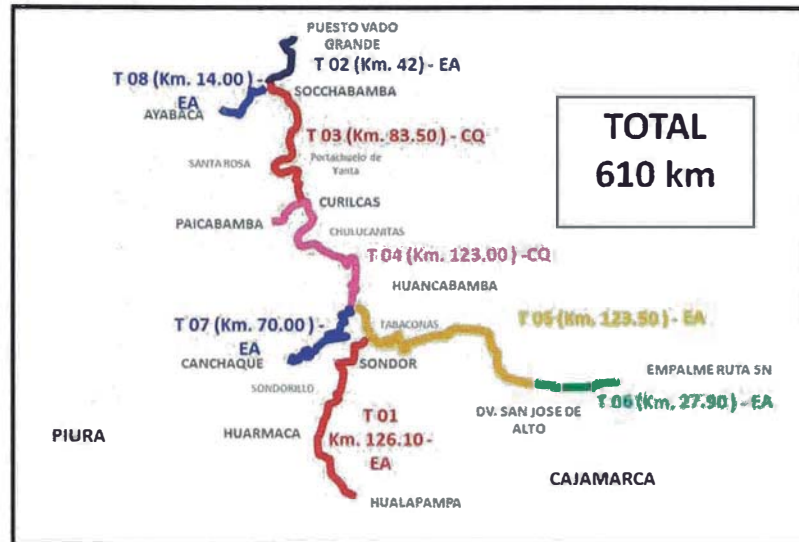 PUESTO VADO
GRANDE
T 02 (Km. 42) - EA
T 08 (Km. 14.00) -
EA
SOCCHABAMBA
AYABACA
TOTAL
610 km
T 03 (Km. 83.50) - CQ
SANTA ROSA
Portachuelo de
Yanta
CURILCAS
PAICABAMBA
CHULUCANITAS
T 04 (Km. 123.00) -CQ
HUANCABAMBA
T 07 (Km. 70.00) -
EA
TABACONAS
T 05 (Km. 123.50) - EA
CANCHAQUE
SONDOR
EMPALME RUTA 5N
SONDORILLO
T 06 (Km. 27.90) - EA
DV. SAN JOSE DE
ALTO
T 01
Km. 126.10 -
EA
HUARMACA
PIURA
CAJAMARCA
HUALAPAMPA